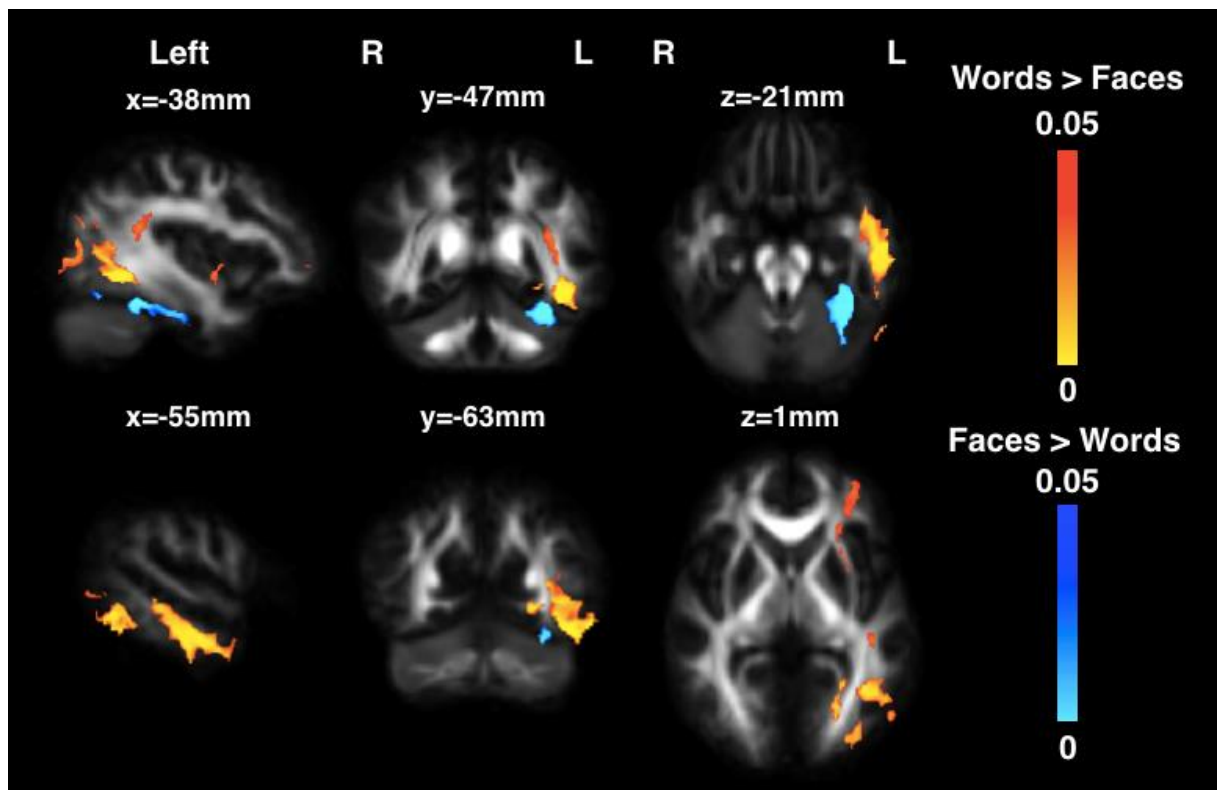 Left
R
L
R
L
x=-38mm
y=-47mm
z=-21mm
Words > Faces
0.05
0
x=-55mm
y=-63mm
z=1mm
Faces > Words
0.05
0